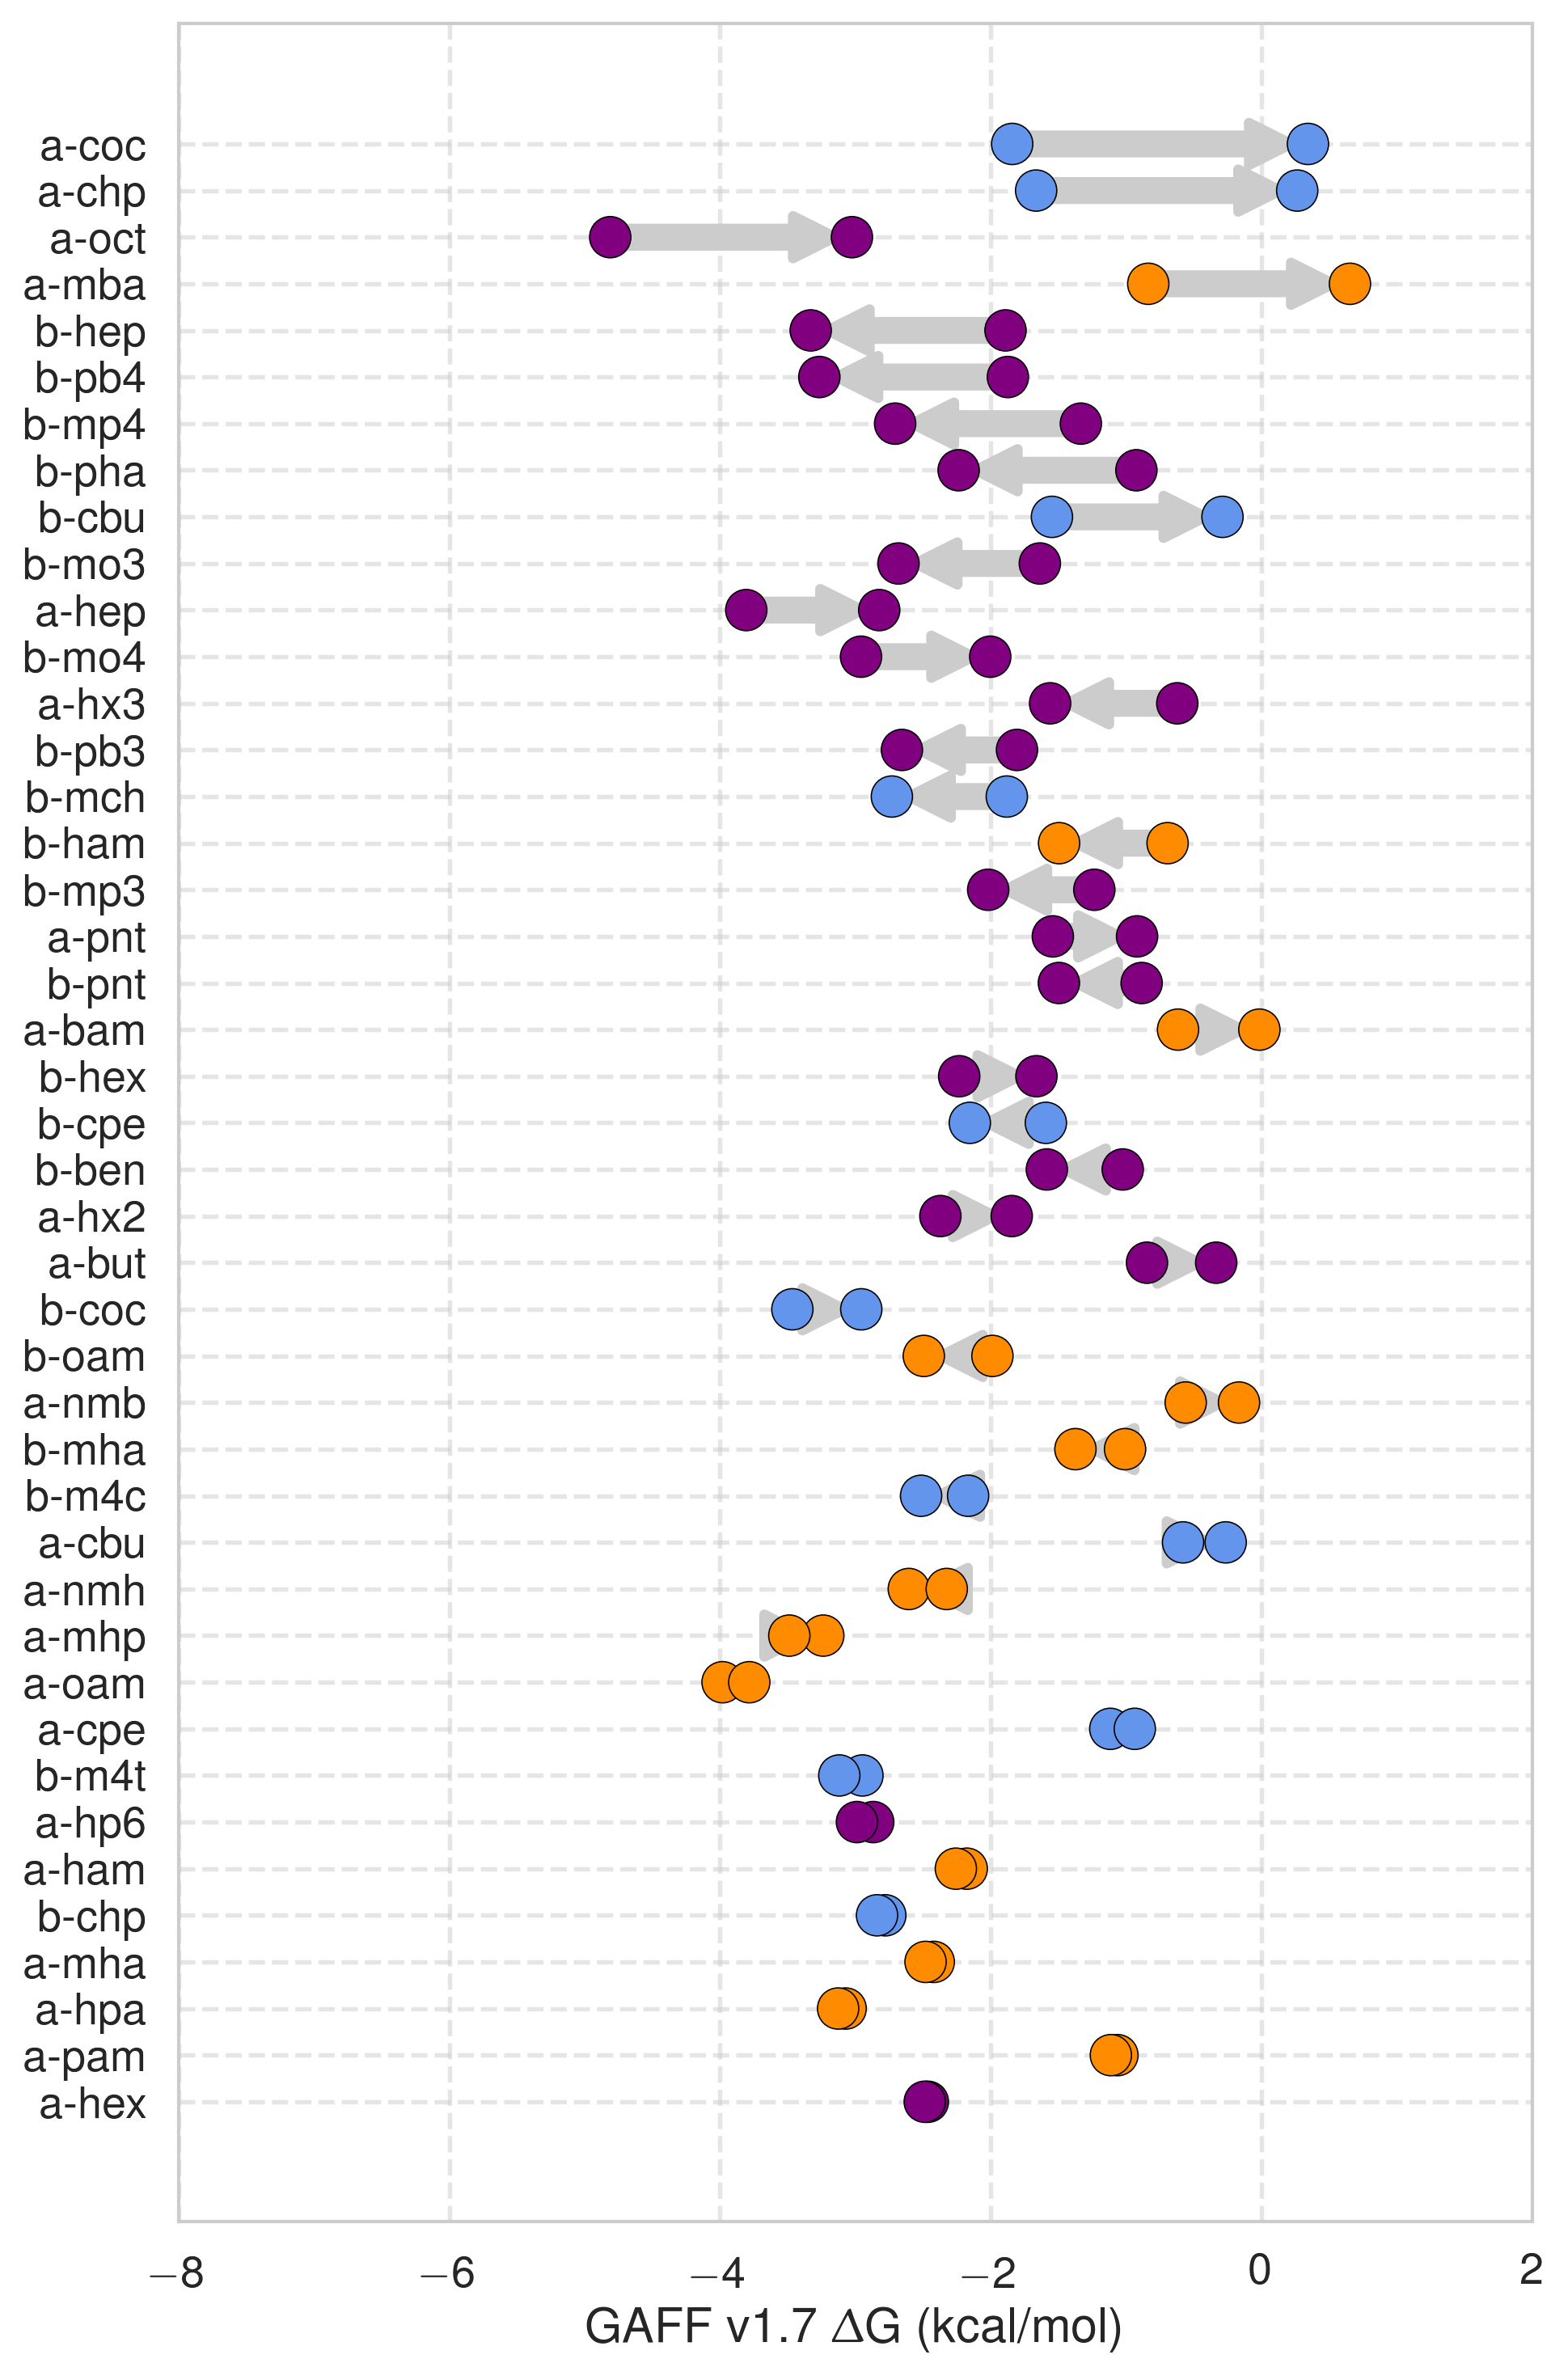 a-coc
a-chp
a-oct
a-mba
b-hep
b-pb4
b-mp4
b-pha
b-cbu
b-mo3
a-hep
b-mo4
a-hx3
b-pb3
b-mch
b-ham
b-mp3
a-pnt
b-pnt
a-bam
b-hex
b-cpe
b-ben
a-hx2
a-but
b-coc
b-oam
a-nmb
b-mha
b-m4c
a-cbu
a-nmh
a-mhp
a-oam
a-cpe
b-m4t
a-hp6
a-ham
b-chp
a-mha
a-hpa
a-pam
a-hex
−8 −6 −4 −2 0 2
GAFF v1.7 ΔG (kcal/mol)